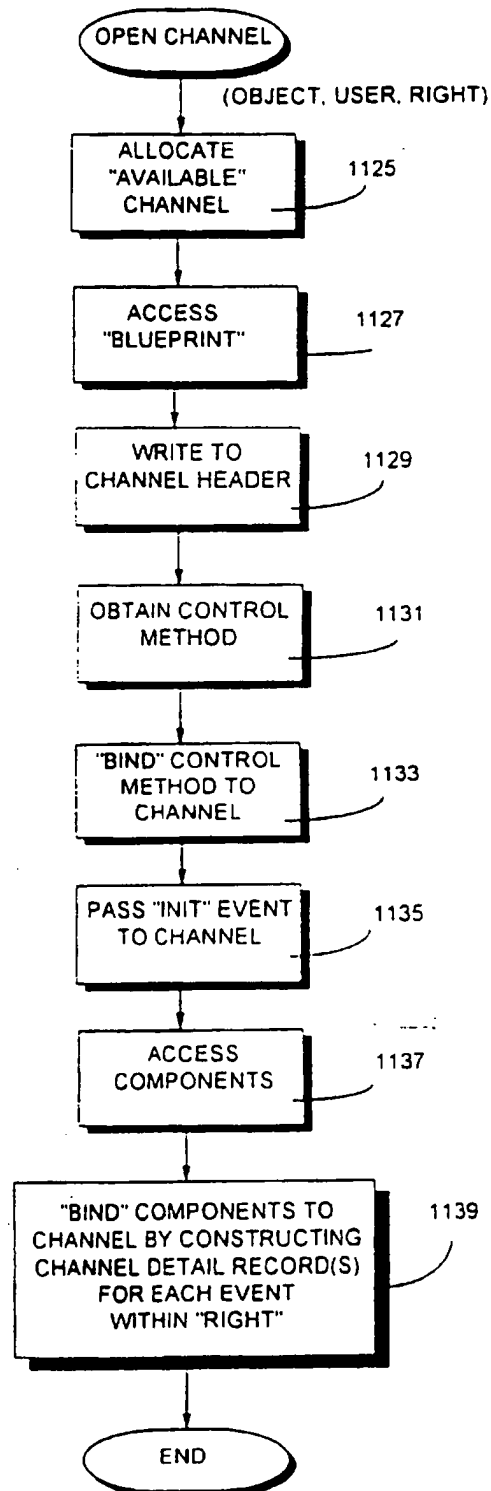 OPEN CHANNEL
(OBJECT, USER, RIGHT)
ALLOCATE
"AVAILABLE"
CHANNEL
1125
ACCESS
"BLUEPRINT"
1127
WRITE TO
CHANNEL HEADER
1129
OBTAIN CONTROL
METHOD
1131
"BIND" CONTROL
METHOD TO
CHANNEL
1133
PASS "INIT" EVENT
TO CHANNEL
1135
ACCESS
COMPONENTS
1137
"BIND" COMPONENTS TO
CHANNEL BY CONSTRUCTING
CHANNEL DETAIL RECORD(S)
FOR EACH EVENT
WITHIN "RIGHT"
1139
END